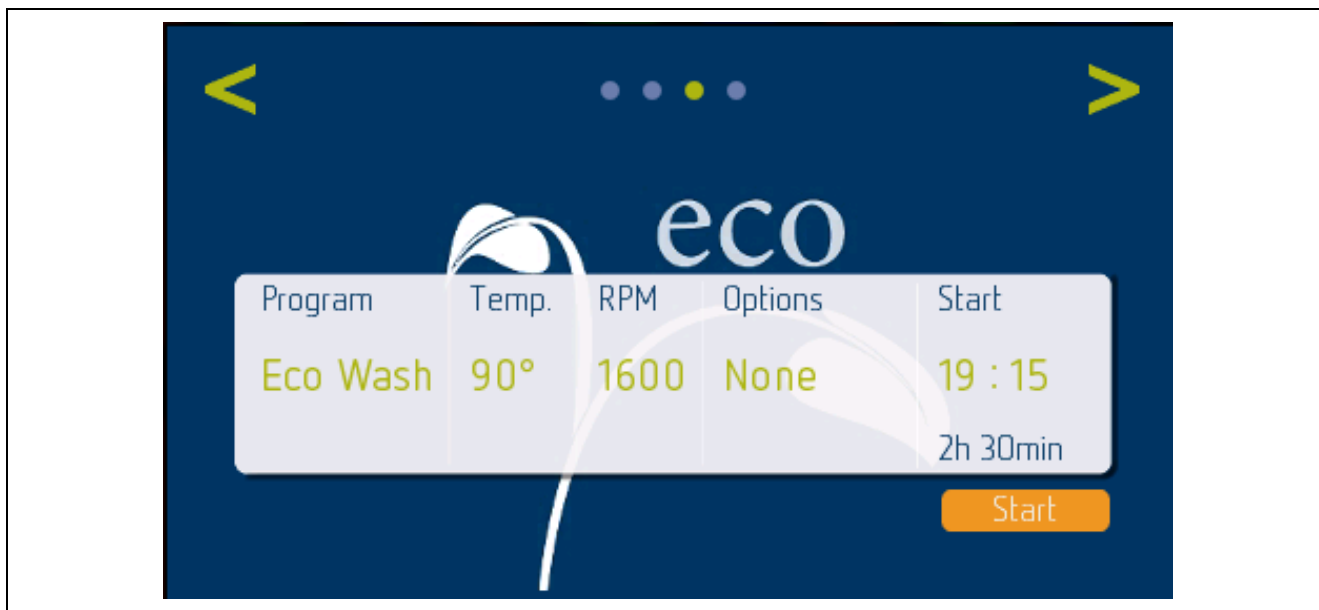 < >
eco
Program Temp. RPM Options Start
Eco Wash 90° 1600 None 19 : 15
2h 30min
Start